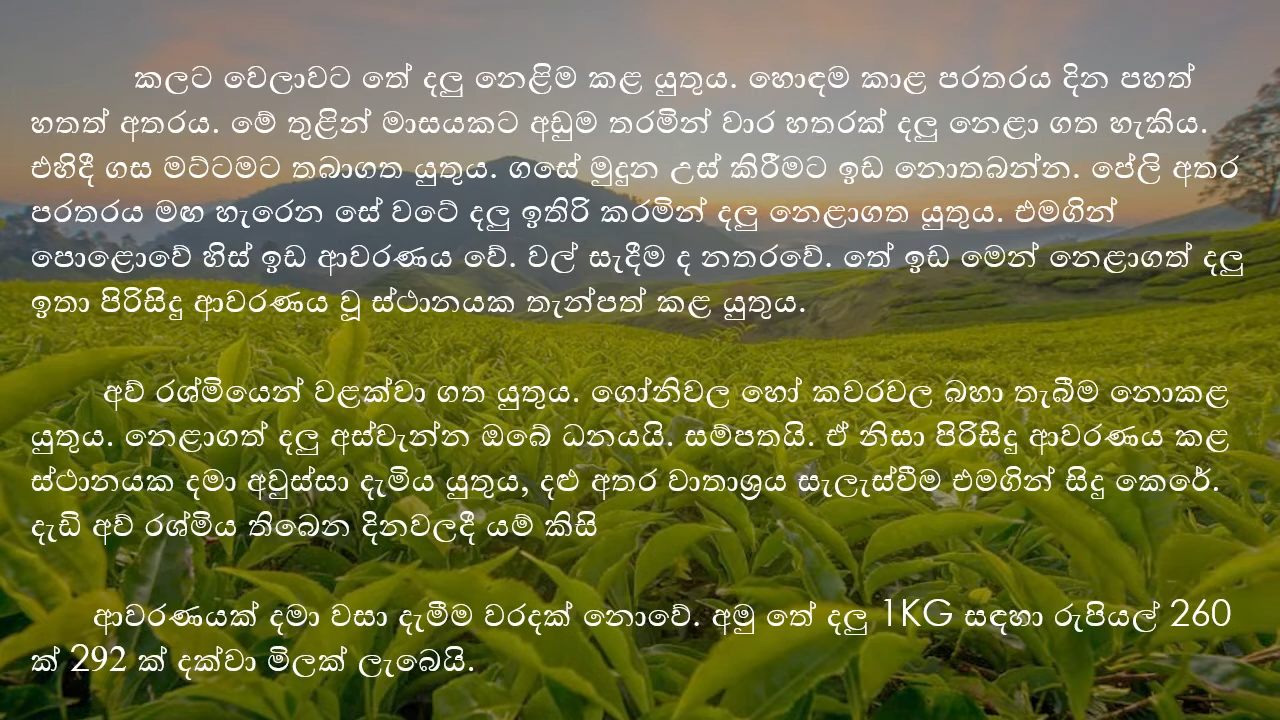 කලට වෙලාවට තේ දලු නෙළිම කළ යුතුය. හොඳම කාළ පරතරය දින පහත්
හතත් අතරය. මේ තුළින් මාසයකට අඩුම තරමින් වාර හතරක් දලු නෙළා ගත හැකිය.
එහිදී ගස මට්ටමට තබාගත යුතුය. ගසේ මුදුන උස් කිරීමට ඉඩ නොතබන්න. පේලි අතර
පරතරය මඟ හැරෙන සේ වටේ දලු ඉතිරි කරමින් දලු නෙළාගත යුතුය. එමගින්
පොළොවේ හිස් ඉඩ ආවරණය වේ. වල් සැදීම ද නතරවේ. තේ ඉඩ මෙන් නෙළාගත් දලු
ඉතා පිරිසිදු ආවරණය වූ ස්ථානයක තැන්පත් කළ යුතුය.
අව් රශ්මියෙන් වළක්වා ගත යුතුය. ගෝනිවල හෝ කවරවල බහා තැබීම නොකළ
යුතුය. නෙළාගත් දලු අස්වැන්න ඔබේ ධනයයි. සම්පතයි. ඒ නිසා පිරිසිදු ආවරණය කළ
ස්ථානයක දමා අවුස්සා දැමිය යුතුය, දළු අතර වාතාශ්‍රය සැලැස්වීම එමගින් සිදු කෙරේ.
දැඩි අව් රශ්මිය තිබෙන දිනවලදී යම් කිසි
ආවරණයක් දමා වසා දැමීම වරදක් නොවේ. අමු තේ දලු 1KG සඳහා රුපියල් 260
ක් 292 ක් දක්වා මිලක් ලැබෙයි.